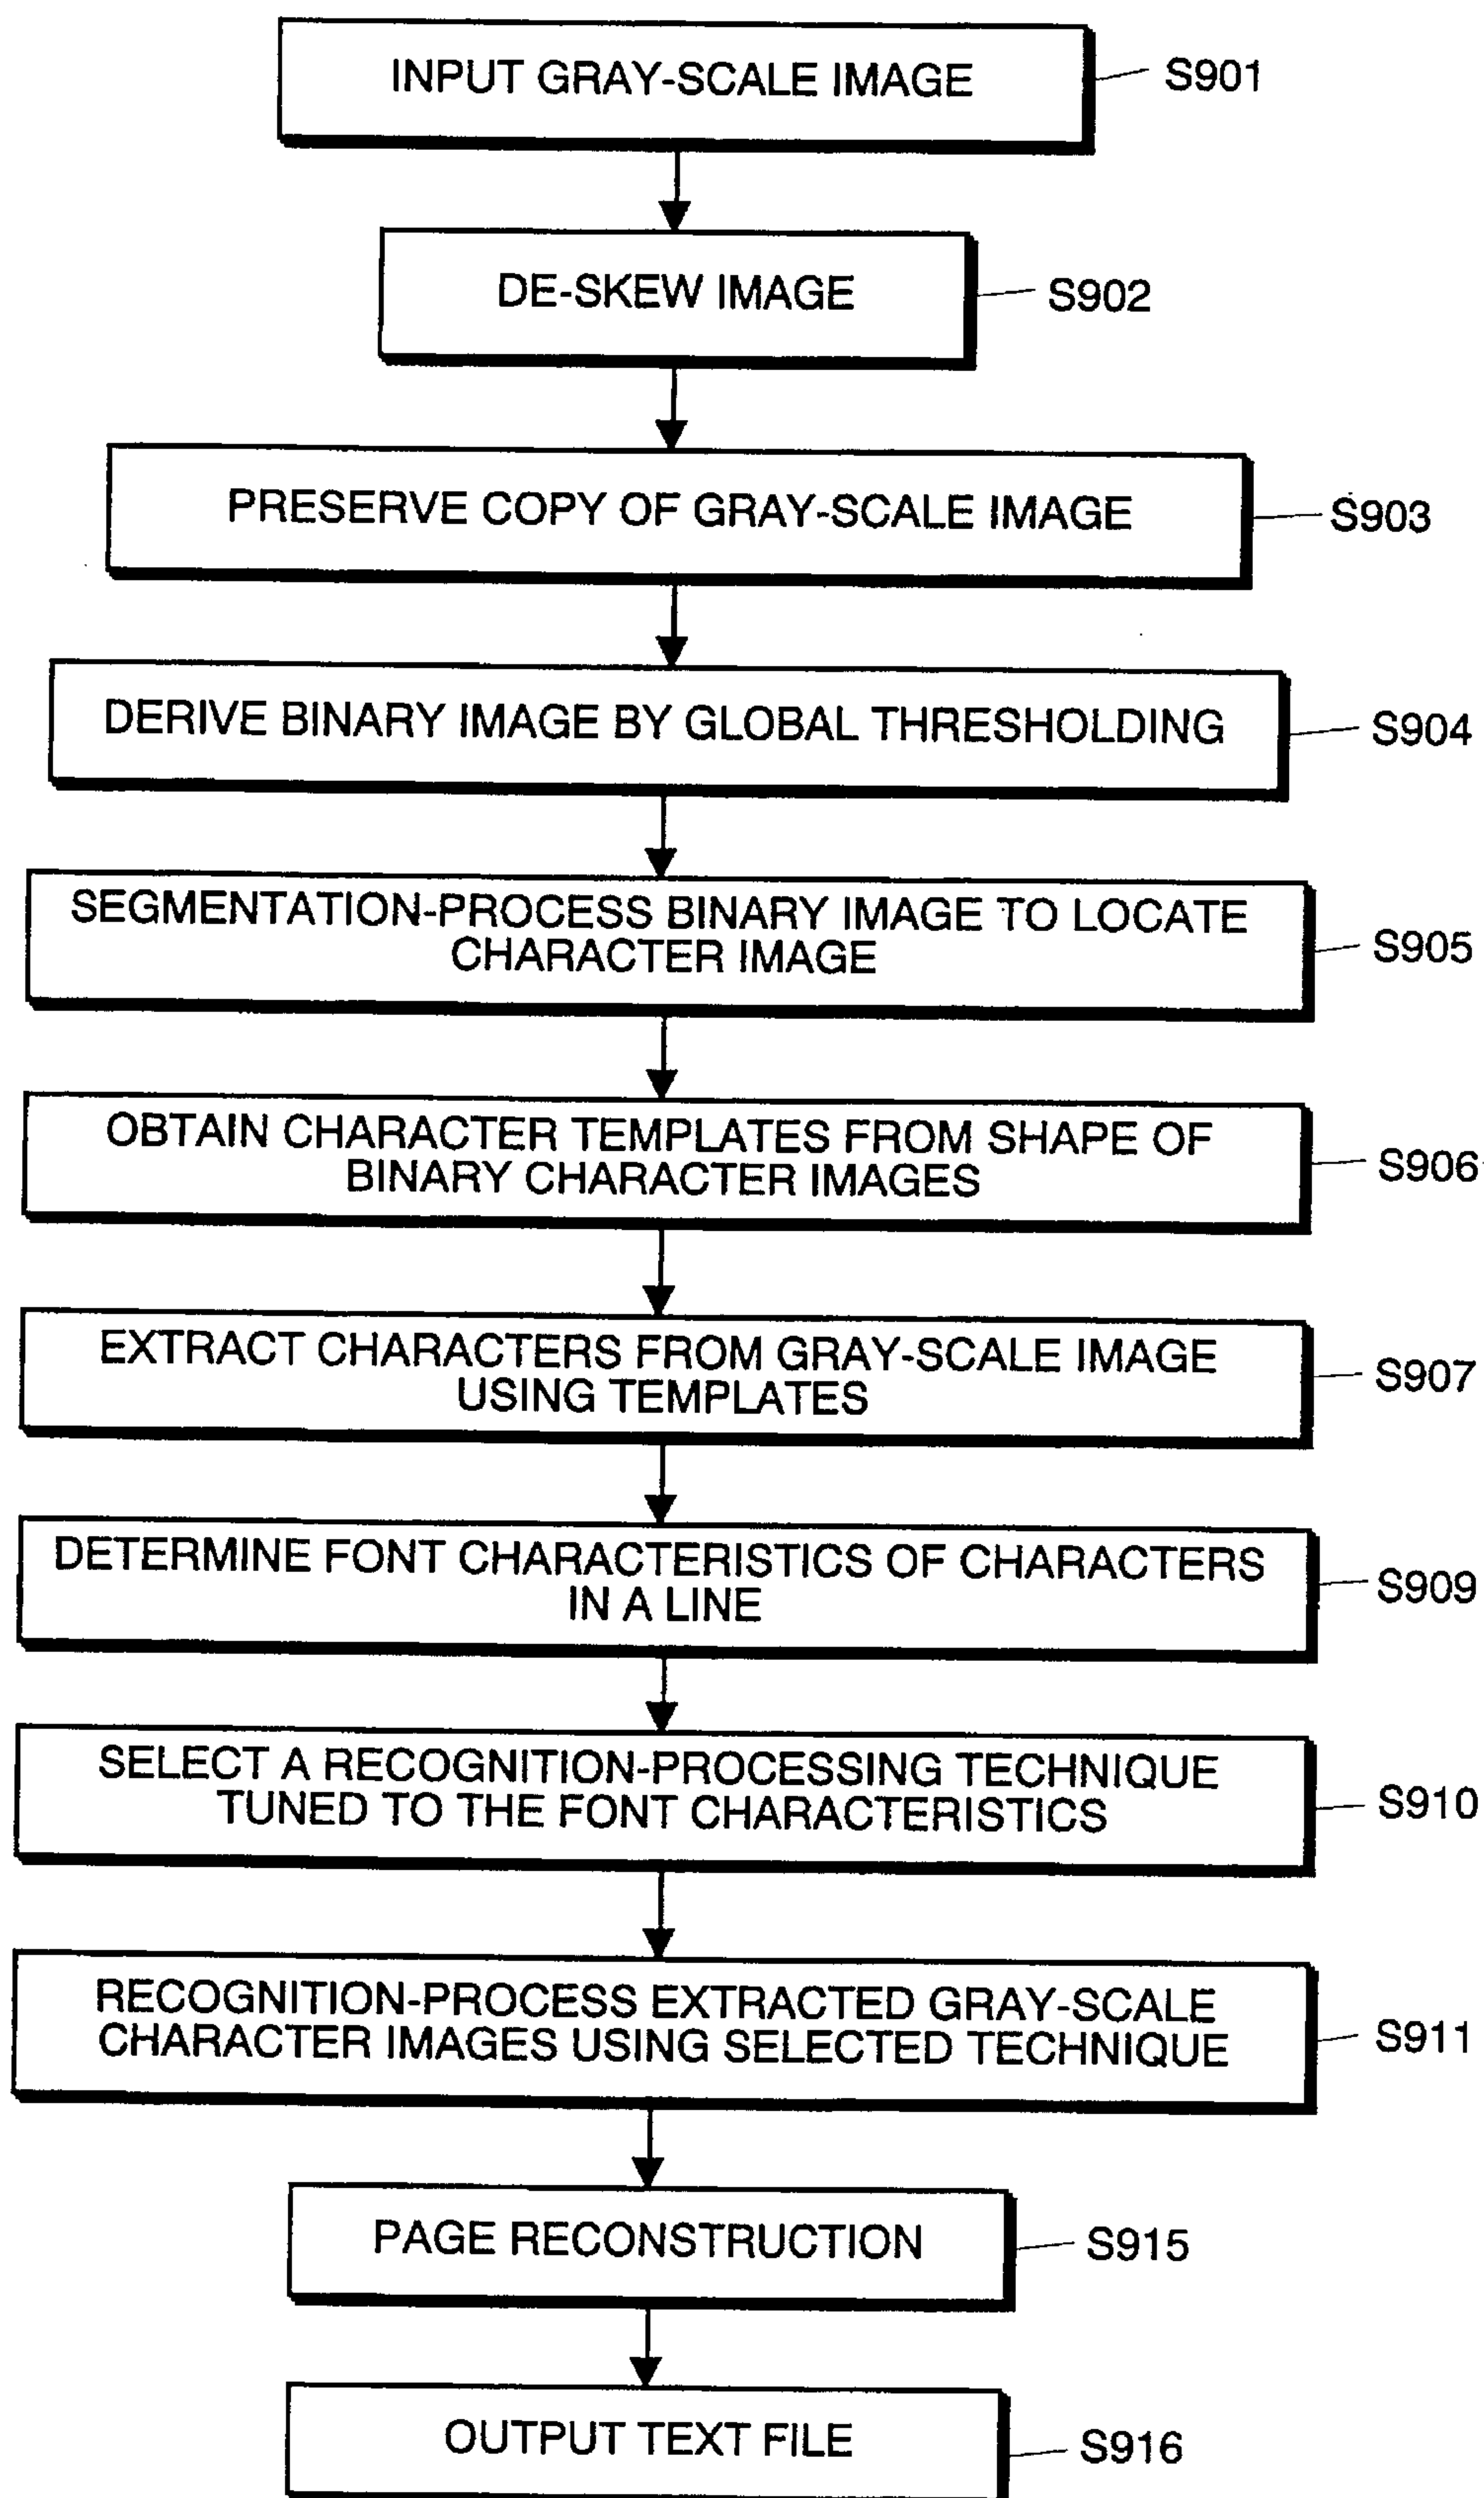 INPUT GRAY-SCALE IMAGE
S901
DE-SKEW IMAGE
S902
PRESERVE COPY OF GRAY-SCALE IMAGE
S903
DERIVE BINARY IMAGE BY GLOBAL THRESHOLDING
S904
SEGMENTATION-PROCESS BINARY IMAGE TO LOCATE
CHARACTER IMAGE
S905
OBTAIN CHARACTER TEMPLATES FROM SHAPE OF
BINARY CHARACTER IMAGES
S906
EXTRACT CHARACTERS FROM GRAY-SCALE IMAGE
USING TEMPLATES
S907
DETERMINE FONT CHARACTERISTICS OF CHARACTERS
IN A LINE
S909
SELECT A RECOGNITION-PROCESSING TECHNIQUE
TUNED TO THE FONT CHARACTERISTICS
S910
RECOGNITION-PROCESS EXTRACTED GRAY-SCALE
CHARACTER IMAGES USING SELECTED TECHNIQUE
S911
PAGE RECONSTRUCTION
S915
OUTPUT TEXT FILE
S916